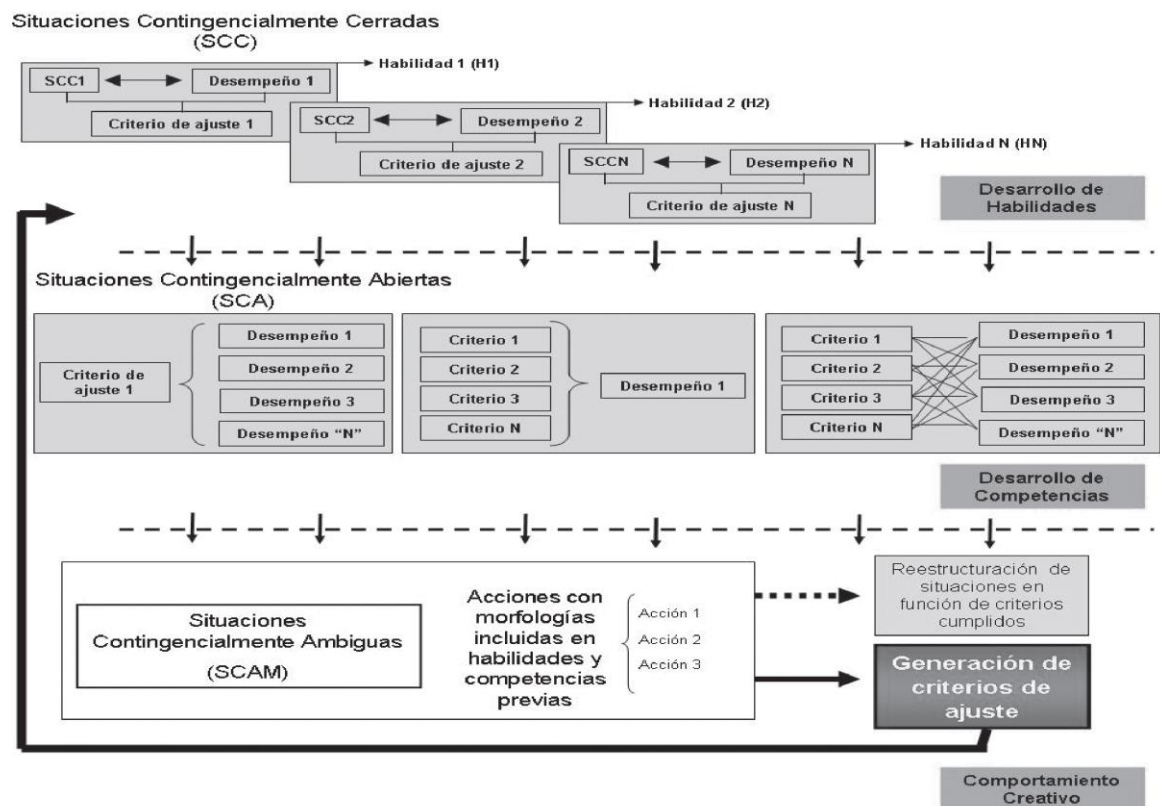 Situaciones Contingencialmente Cerradas
(SCC)
SCC1
Desempeño 1
Criterio de ajuste 1
Habilidad 1 (H1)
SCC2
Desempeño 2
Criterio de ajuste 2
Habilidad 2 (H2)
SCCN
Desempeño N
Criterio de ajuste N
Habilidad N (HN)
Desarrollo de
Habilidades
Situaciones Contingencialmente Abiertas
(SCA)
Criterio de
ajuste 1
Desempeño 1
Desempeño 2
Desempeño 3
Desempeño “N”
Criterio 1
Criterio 2
Criterio 3
Criterio N
Desempeño 1
Criterio 1
Criterio 2
Criterio 3
Criterio N
Desempeño 1
Desempeño 2
Desempeño 3
Desempeño “N”
Desarrollo de
Competencias
Situaciones
Contingencialmente Ambiguas
(SCAM)
Acciones con
morfologías
incluidas en
habilidades y
competencias
previas
Acción 1
Acción 2
Acción 3
Reestructuración de
situaciones en
función de criterios
cumplidos
Generación de
criterios de
ajuste
Comportamiento
Creativo